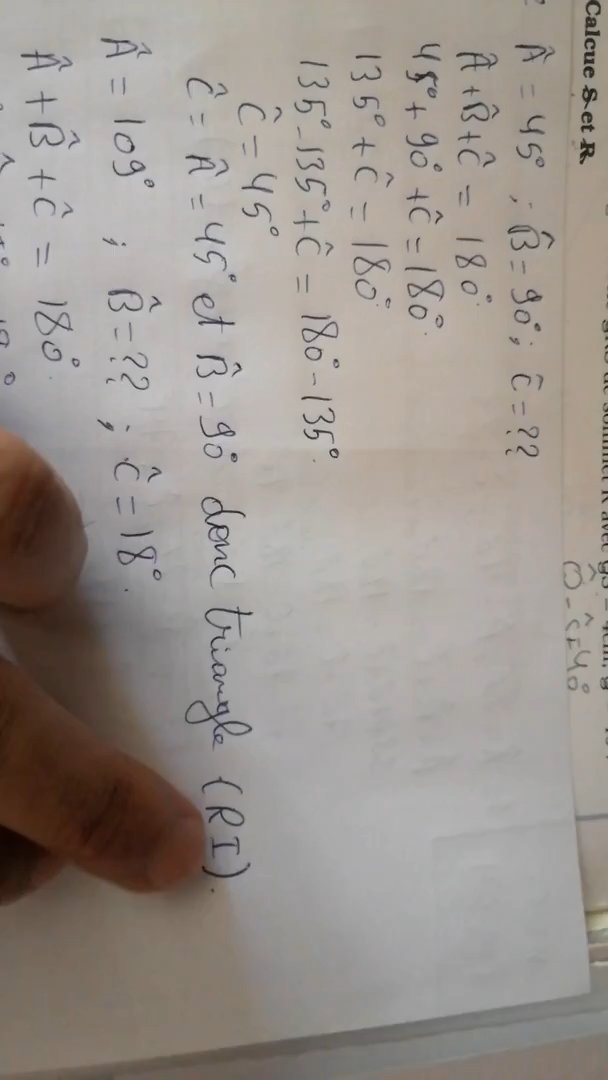 Calcue S et R.
Â = 45° ; B̂ = 90° ; Ĉ = ??
Â + B̂ + Ĉ = 180°.
45° + 90° + Ĉ = 180°.
135° + Ĉ = 180°.
135° - 135° + Ĉ = 180° - 135°.
Ĉ = 45°
Ĉ = Â = 45° et B̂ = 90° donc triangle (RI).
Â = 109° ; B̂ = ?? ; Ĉ = 18°.
Â + B̂ + Ĉ = 180°.